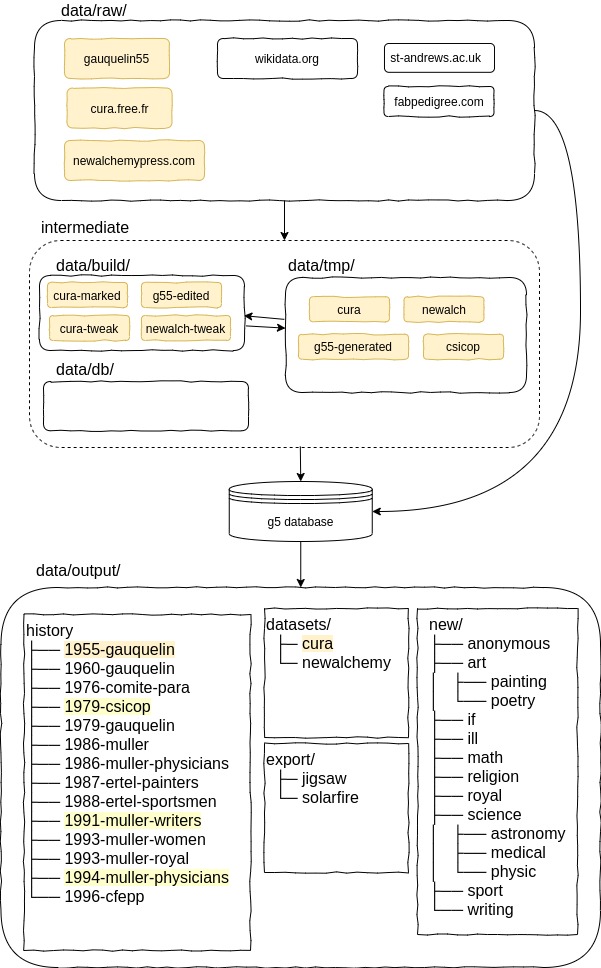 data/raw/
gauquelin55
wikidata.org
st-andrews.ac.uk
cura.free.fr
fabpedigree.com
newalchemypress.com
intermediate
data/build/
data/tmp/
cura-marked
g55-edited
cura-tweak
newalch-tweak
cura
newalch
g55-generated
csicop
data/db/
g5 database
data/output/
history
1955-gauquelin
1960-gauquelin
1976-comite-para
1979-csicop
1979-gauquelin
1986-muller
1986-muller-physicians
1987-ertel-painters
1988-ertel-sportsmen
1991-muller-writers
1993-muller-women
1993-muller-royal
1994-muller-physicians
1996-cfepp
datasets/
cura
newalchemy
export/
jigsaw
solarfire
new/
anonymous
art
painting
poetry
if
ill
math
religion
royal
science
astronomy
medical
physic
sport
writing